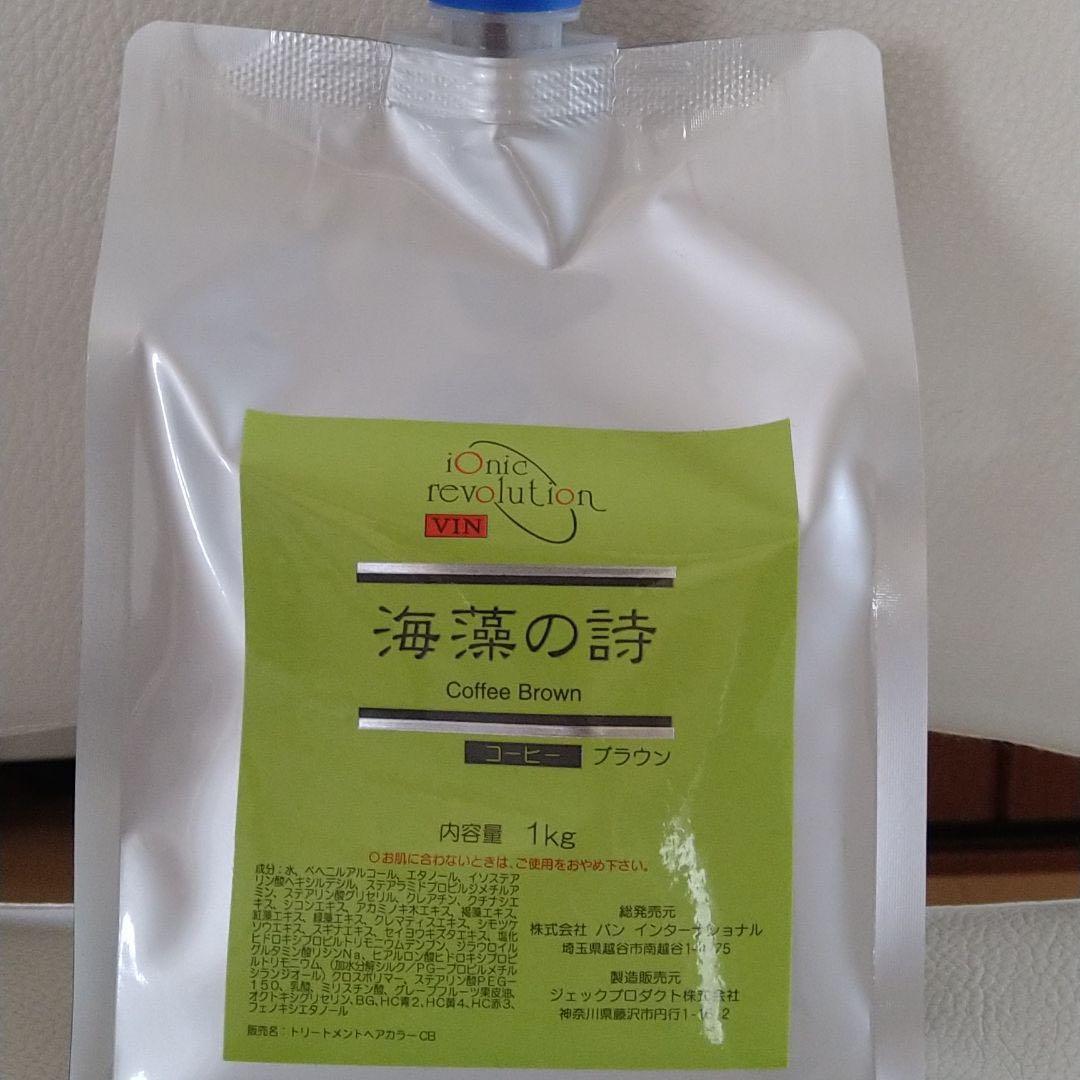 ionic
revolution
VIN
海藻の詩
Coffee Brown
コーヒー ブラウン
内容量 1kg
○お肌に合わないときは、ご使用をおやめ下さい。
成分：水、ベヘニルアルコール、エタノール、イソステア
リン酸ヘキシルデシル、ステアラミドプロピルジメチルア
ミン、ステアリン酸グリセリル、クレアチン、クチナシエ
キス、シコンエキス、アカミノキ木エキス、褐藻エキス、
紅藻エキス、緑藻エキス、クレマティスエキス、シモツケ
ソウエキス、スギナエキス、セイヨウキズタエキス、塩化
ヒドロキシプロピルトリモニウムデンプン、ジラウロイル
グルタミン酸リシンNa、ヒアルロン酸ヒドロキシプロピ
ルトリモニウム、(加水分解シルク／PGープロピルメチル
シランジオール)クロスポリマー、ステアリン酸PEGー
150、乳酸、ミリスチン酸、グレープフルーツ果皮油、
オクトキシグリセリン、BG、HC青2、HC黄4、HC赤3、
フェノキシエタノール
販売名：トリートメントヘアカラーCB
総発売元
株式会社 バン インターナショナル
埼玉県越谷市南越谷1-
製造販売元
ジェックプロダクト株式会社
神奈川県藤沢市円行1-